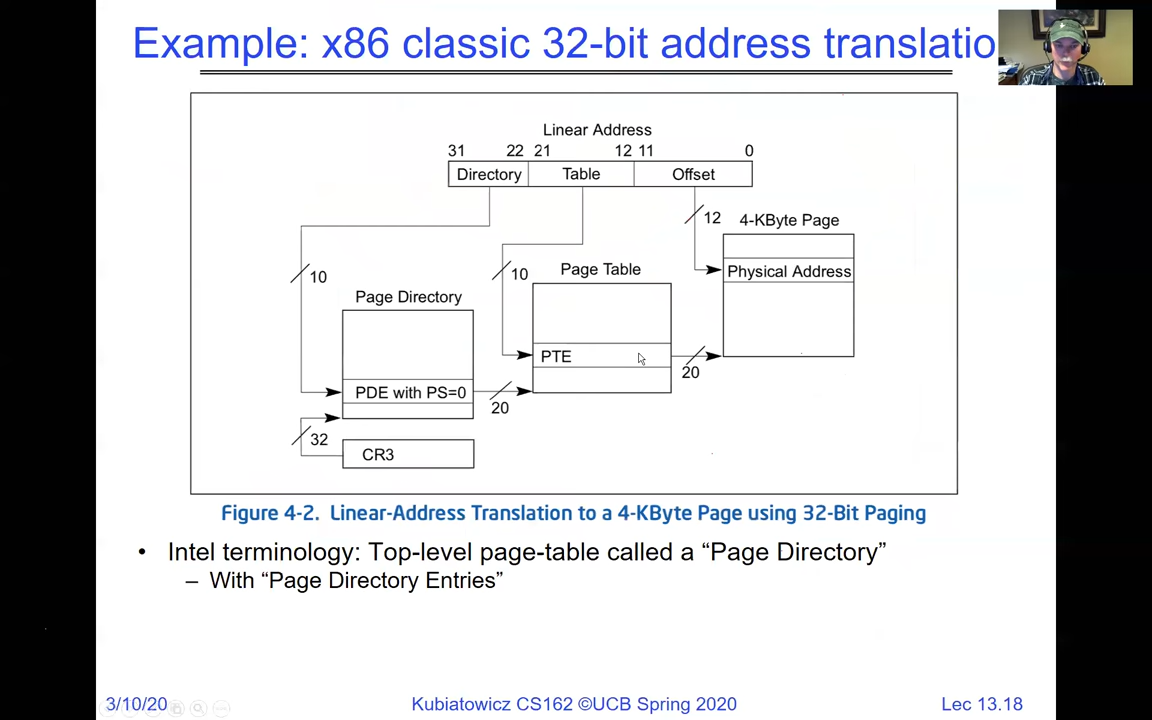 Example: x86 classic 32-bit address translatio
Linear Address
31 22 21 12 11 0
Directory Table Offset
12
4-KByte Page
Physical Address
10
10
Page Table
Page Directory
PTE
20
PDE with PS=0
20
32
CR3
Figure 4-2. Linear-Address Translation to a 4-KByte Page using 32-Bit Paging
• Intel terminology: Top-level page-table called a “Page Directory”
– With “Page Directory Entries”
3/10/20
Kubiatowicz CS162 ©UCB Spring 2020
Lec 13.18